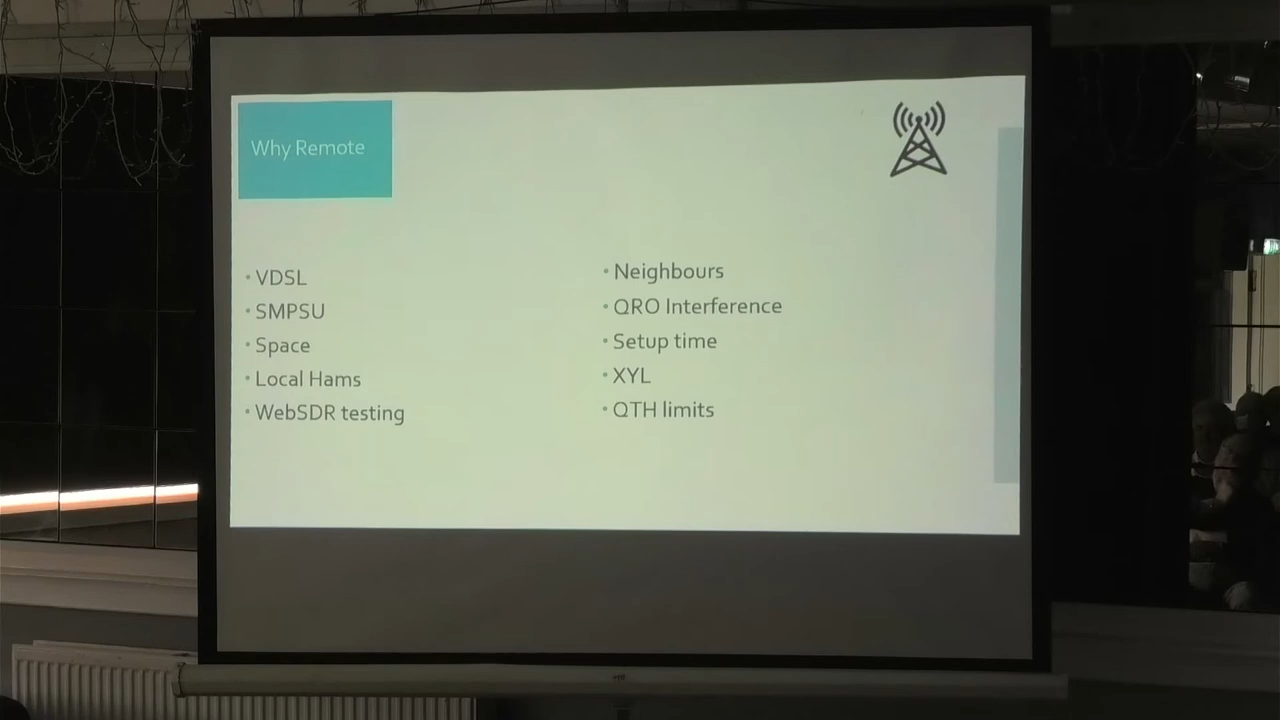 Why Remote
• VDSL
• SMPSU
• Space
• Local Hams
• WebSDR testing
• Neighbours
• QRO Interference
• Setup time
• XYL
• QTH limits